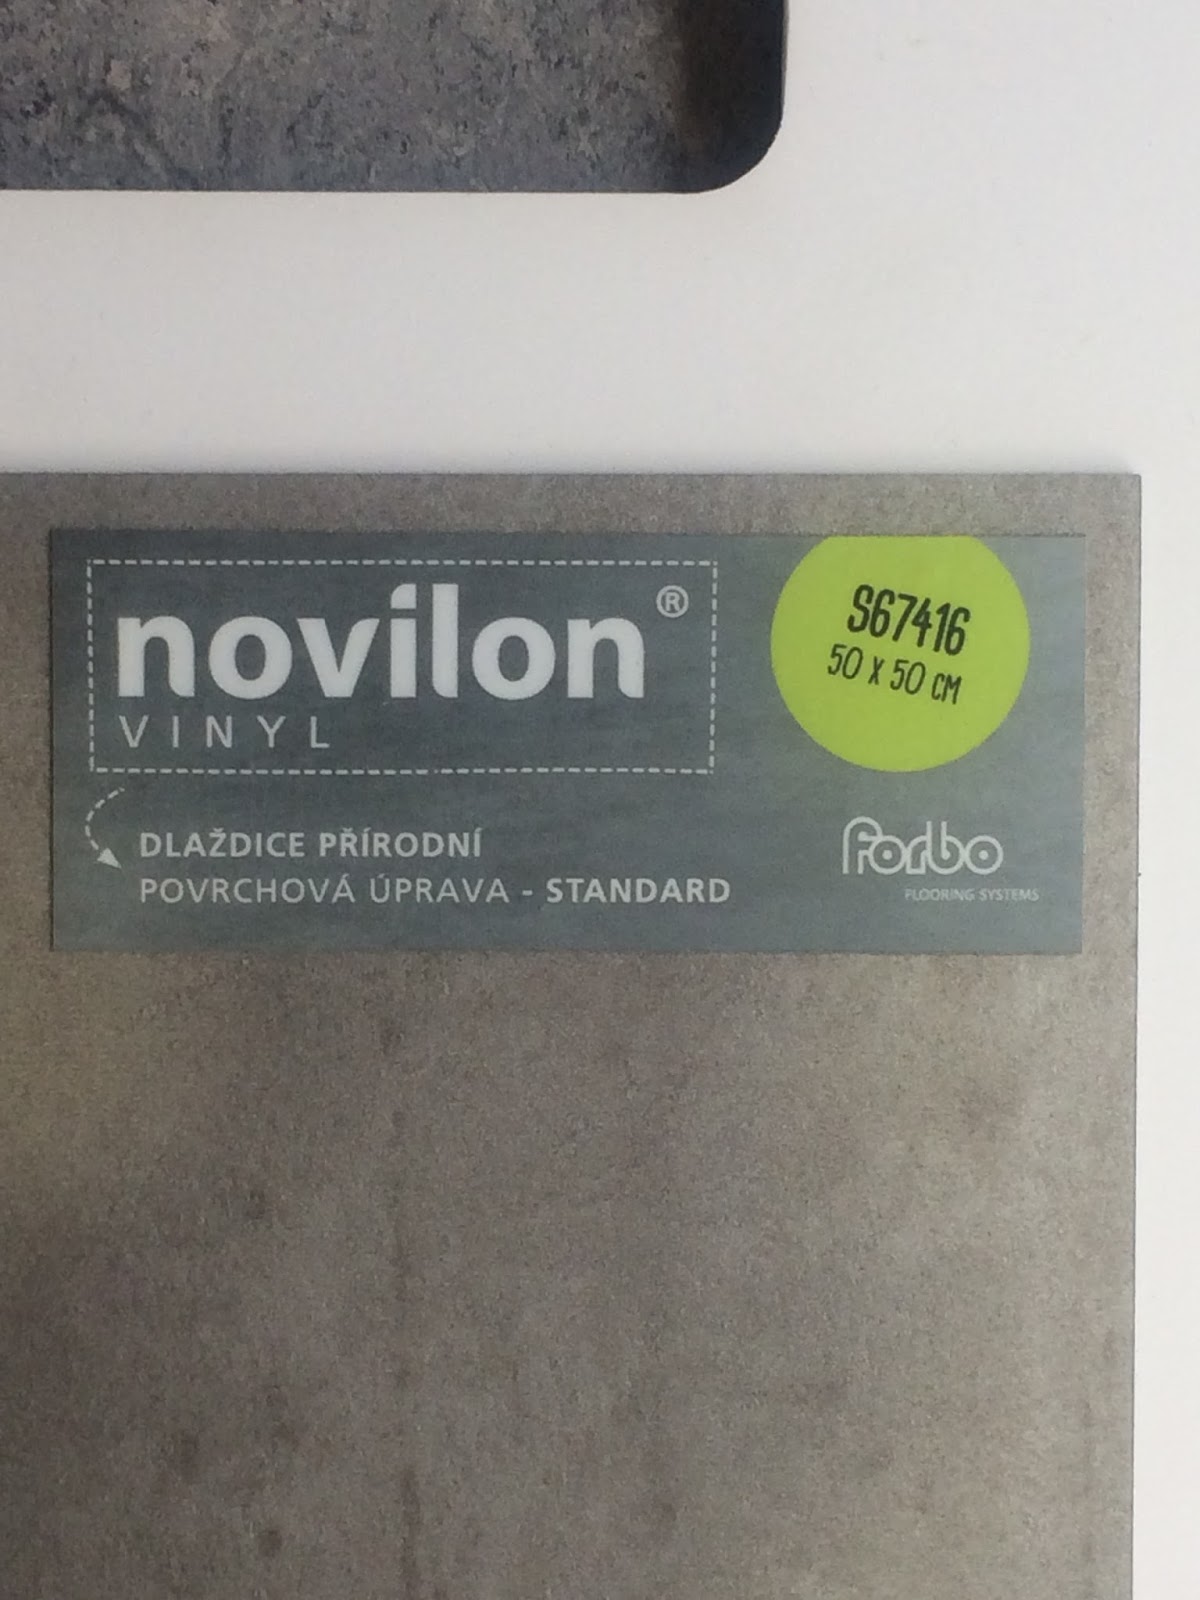 novilon®
VINYL
S67416
50 x 50 cm
DLAŽDICE PŘÍRODNÍ
POVRCHOVÁ ÚPRAVA - STANDARD
forbo
FLOORING SYSTEMS